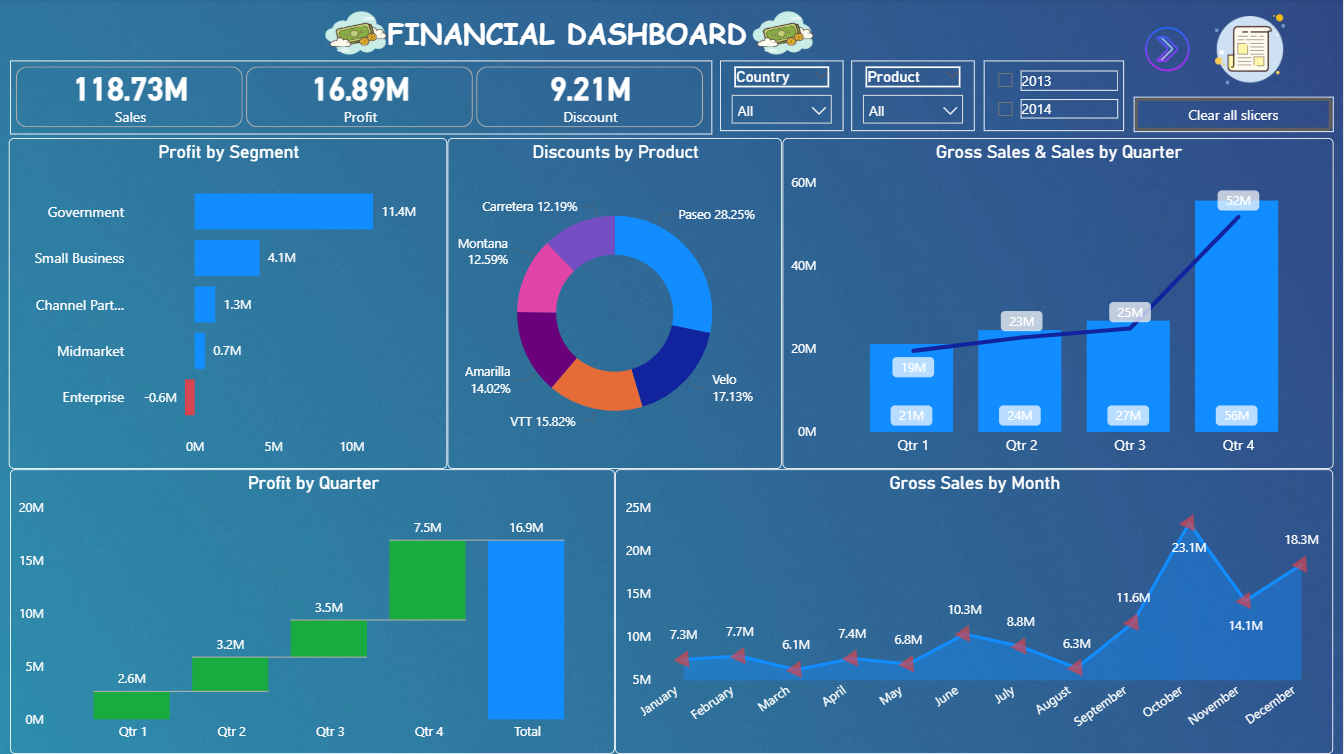 FINANCIAL DASHBOARD
118.73M
Sales
16.89M
Profit
9.21M
Discount
Country
All
Product
All
2013
2014
Clear all slicers
Profit by Segment
Government
11.4M
Small Business
4.1M
Channel Part...
1.3M
Midmarket
0.7M
Enterprise
-0.6M
0M
5M
10M
Discounts by Product
Carretera 12.19%
Paseo 28.25%
Montana
12.59%
Amarilla
14.02%
Velo
17.13%
VTT 15.82%
Gross Sales & Sales by Quarter
60M
40M
20M
0M
19M
23M
25M
52M
21M
24M
27M
56M
Qtr 1
Qtr 2
Qtr 3
Qtr 4
Profit by Quarter
20M
15M
10M
5M
0M
2.6M
3.2M
3.5M
7.5M
16.9M
Qtr 1
Qtr 2
Qtr 3
Qtr 4
Total
Gross Sales by Month
25M
20M
15M
10M
5M
7.3M
7.7M
6.1M
7.4M
6.8M
10.3M
8.8M
6.3M
11.6M
23.1M
14.1M
18.3M
January
February
March
April
May
June
July
August
September
October
November
December